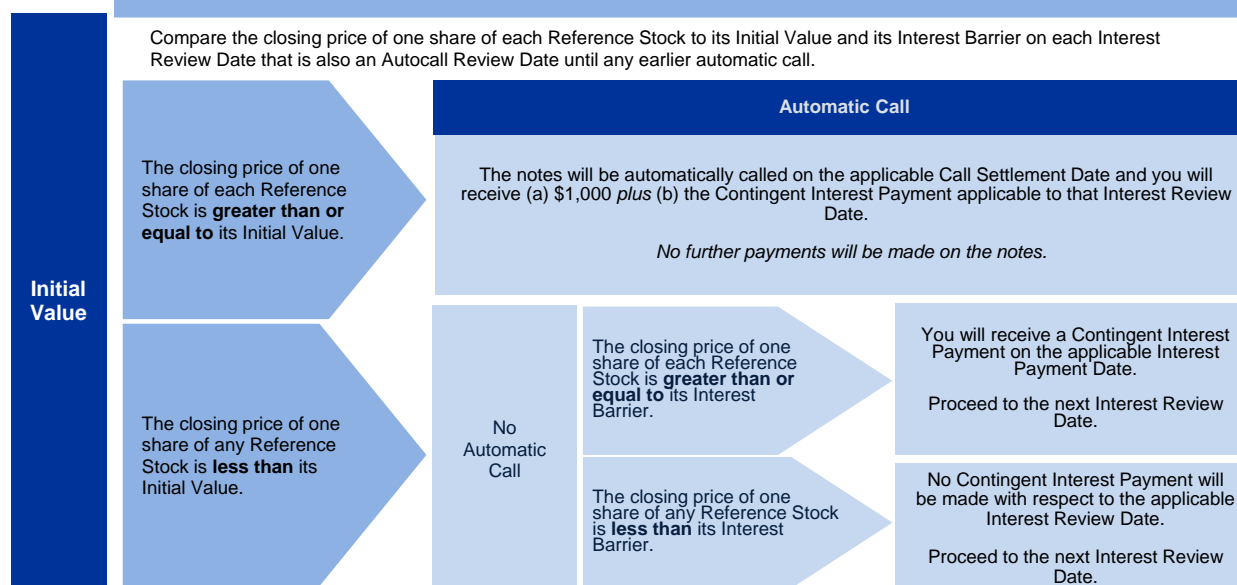 Compare the closing price of one share of each Reference Stock to its Initial Value and its Interest Barrier on each Interest
Review Date that is also an Autocall Review Date until any earlier automatic call.
Initial
Value
The closing price of one
share of each Reference
Stock is greater than or
equal to its Initial Value.
Automatic Call
The notes will be automatically called on the applicable Call Settlement Date and you will
receive (a) $1,000 plus (b) the Contingent Interest Payment applicable to that Interest Review
Date.
No further payments will be made on the notes.
The closing price of one
share of any Reference
Stock is less than its
Initial Value.
No
Automatic
Call
The closing price of one
share of each Reference
Stock is greater than or
equal to its Interest
Barrier.
You will receive a Contingent Interest
Payment on the applicable Interest
Payment Date.
Proceed to the next Interest Review
Date.
The closing price of one
share of any Reference Stock
is less than its Interest
Barrier.
No Contingent Interest Payment will
be made with respect to the applicable
Interest Review Date.
Proceed to the next Interest Review
Date.